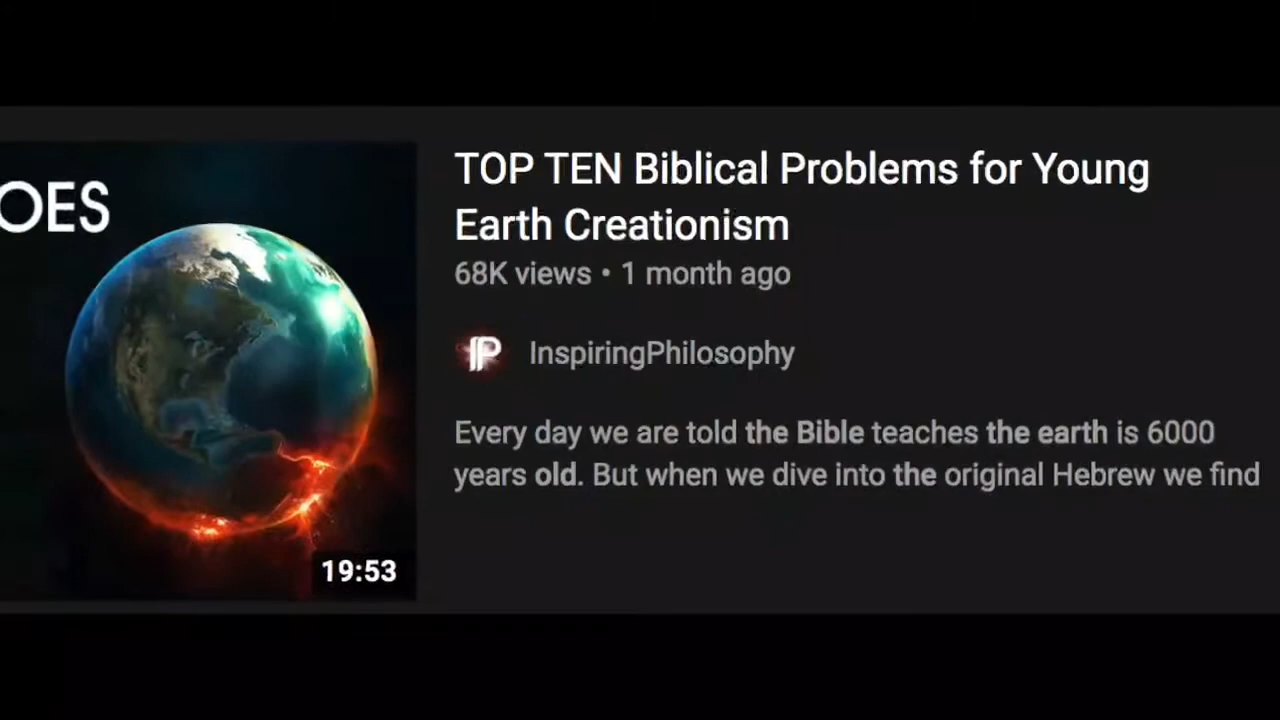 OES
TOP TEN Biblical Problems for Young
Earth Creationism
68K views • 1 month ago
IP InspiringPhilosophy
Every day we are told the Bible teaches the earth is 6000
years old. But when we dive into the original Hebrew we find
19:53